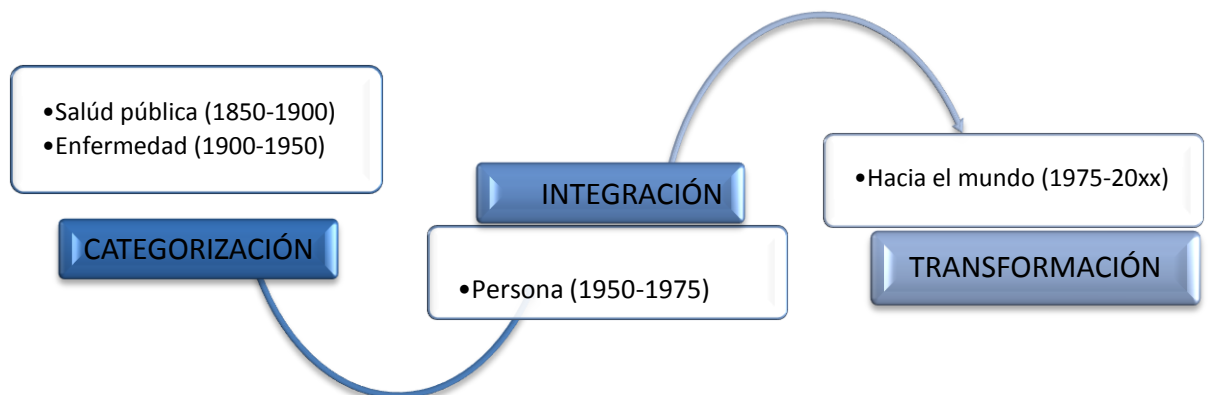 •Salúd pública (1850-1900)
•Enfermedad (1900-1950)
CATEGORIZACIÓN
INTEGRACIÓN
•Persona (1950-1975)
•Hacia el mundo (1975-20xx)
TRANSFORMACIÓN